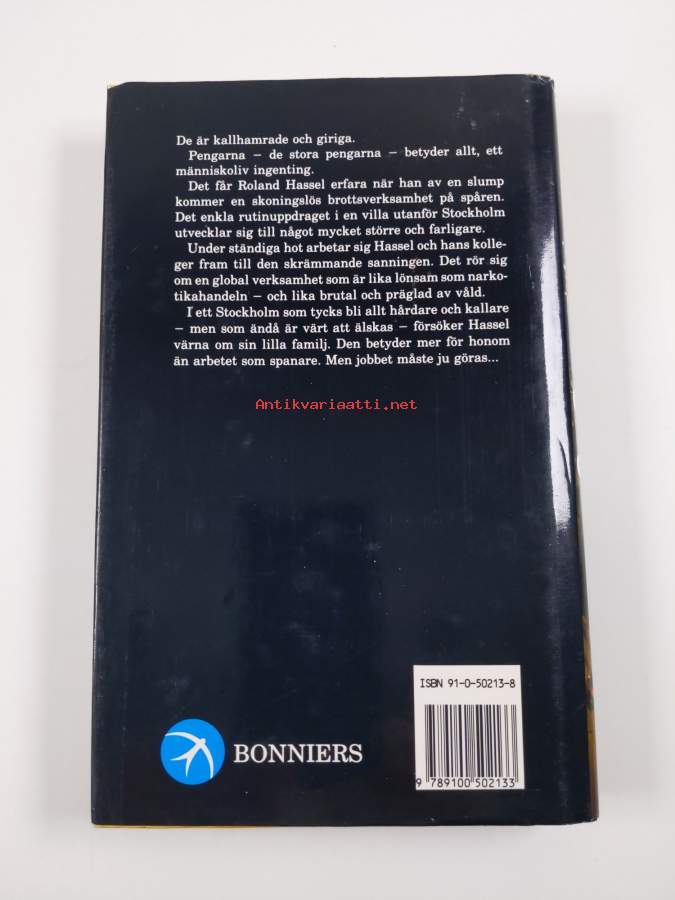 De är kallhamrade och giriga.
Pengarna – de stora pengarna – betyder allt, ett
människoliv ingenting.
Det får Roland Hassel erfara när han av en slump
kommer en skoningslös brottsverksamhet på spåren.
Det enkla rutinuppdraget i en villa utanför Stockholm
utvecklar sig till något mycket större och farligare.
Under ständiga hot arbetar sig Hassel och hans kolle-
ger fram till den skrämmande sanningen. Det rör sig
om en global verksamhet som är lika lönsam som narko-
tikahandeln – och lika brutal och präglad av våld.
I ett Stockholm som tycks bli allt hårdare och kallare
– men som ändå är värt att älskas – försöker Hassel
värna om sin lilla familj. Den betyder mer för honom
än arbetet som spanare. Men jobbet måste ju göras...
Antikvariaatti.net
ISBN 91-0-50213-8
BONNIERS
9 789100 502133